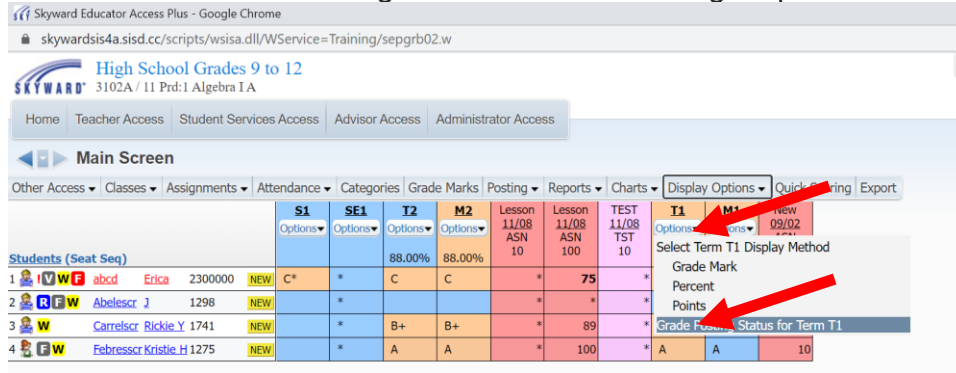 Skyward Educator Access Plus - Google Chrome
skywardsis4a.sisd.cc/scripts/wsisa.dll/WService=Training/sepgrb02.w
SKYWARD
High School Grades 9 to 12
3102A / 11 Prd:1 Algebra I A
Home Teacher Access Student Services Access Advisor Access Administrator Access
Main Screen
Other Access Classes Assignments Attendance Categories Grade Marks Posting Reports Charts Display Options Quick Scoring Export
S1 SE1 T2 M2 Lesson Lesson TEST T1 M1 New
Options Options Options Options 11/08 11/08 11/08 Options 09/02
ASN ASN TST ASN
88.00% 88.00% 10 100 10
Select Term T1 Display Method
Grade Mark
Percent
Points
Grade Posting Status for Term T1
Students (Seat Seq)
1 ! V W F abcd Erica 2300000 NEW C* * C C * 75 *
2 R F W Abelescr J 1298 NEW * * * *
3 W Carrelscr Rickie Y 1741 NEW * B+ B+ * 89 *
4 F W Febresscr Kristie H 1275 NEW * A A * 100 * A A 10